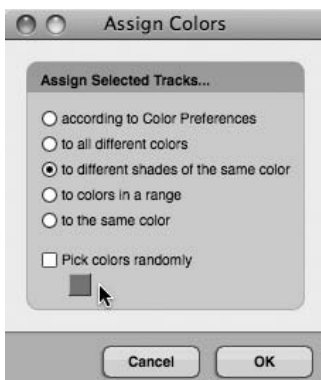 Assign Colors
Assign Selected Tracks...
according to Color Preferences
to all different colors
to different shades of the same color
to colors in a range
to the same color
Pick colors randomly
Cancel OK